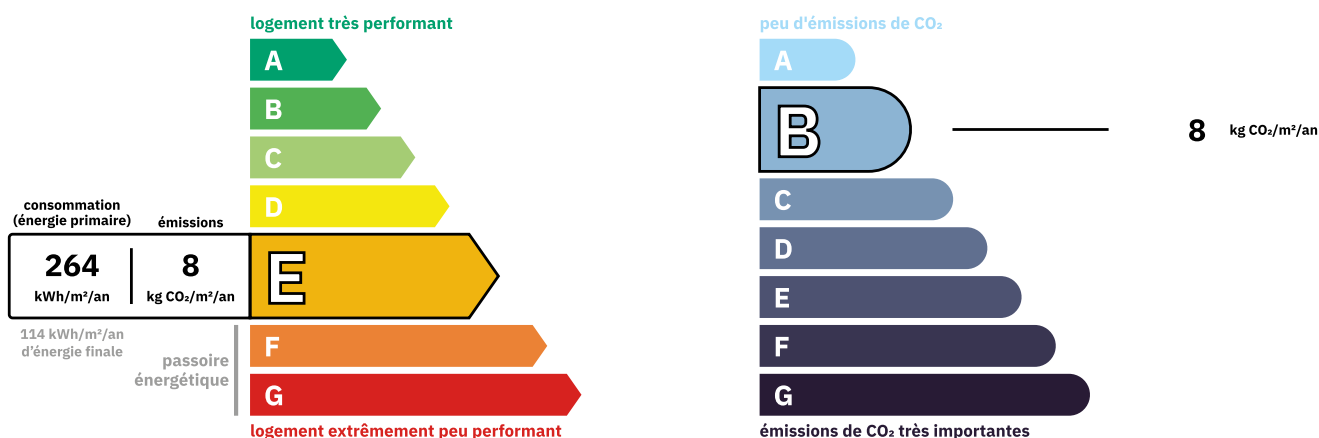 logement très performant
A
B
C
D
consommation
(énergie primaire)
émissions
264
kWh/m²/an
8
kg CO₂/m²/an
E
114 kWh/m²/an
d'énergie finale
passoire
énergétique
F
G
logement extrêmement peu performant
peu d'émissions de CO₂
A
B
8 kg CO₂/m²/an
C
D
E
F
G
émissions de CO₂ très importantes